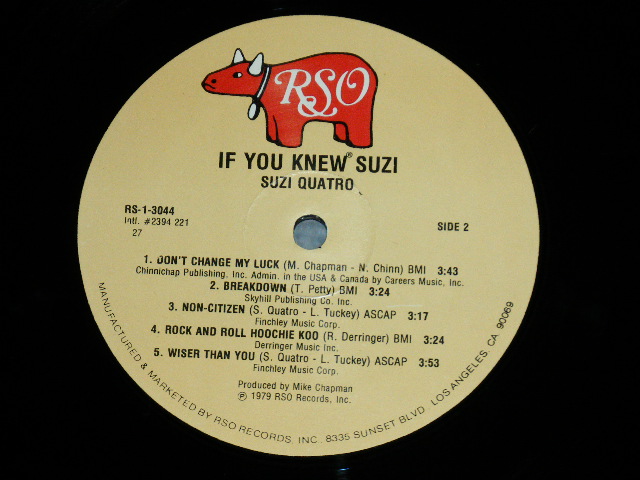 RSO
IF YOU KNEW® SUZI
SUZI QUATRO
RS-1-3044
Intl. #2394 221
27
SIDE 2
1. DON'T CHANGE MY LUCK (M. Chapman - N. Chinn) BMI 3:43
Chinnichap Publishing, Inc. Admin. in the USA & Canada by Careers Music, Inc.
2. BREAKDOWN (T. Petty) BMI 3:24
Skyhill Publishing Co. Inc.
3. NON-CITIZEN (S. Quatro - L. Tuckey) ASCAP 3:17
Finchley Music Corp.
4. ROCK AND ROLL HOOCHIE KOO (R. Derringer) BMI 3:24
Derringer Music Inc.
5. WISER THAN YOU (S. Quatro - L. Tuckey) ASCAP 3:53
Finchley Music Corp.
Produced by Mike Chapman
℗ 1979 RSO Records, Inc.
MANUFACTURED & MARKETED BY RSO RECORDS, INC. 8335 SUNSET BLVD. LOS ANGELES, CA 90069